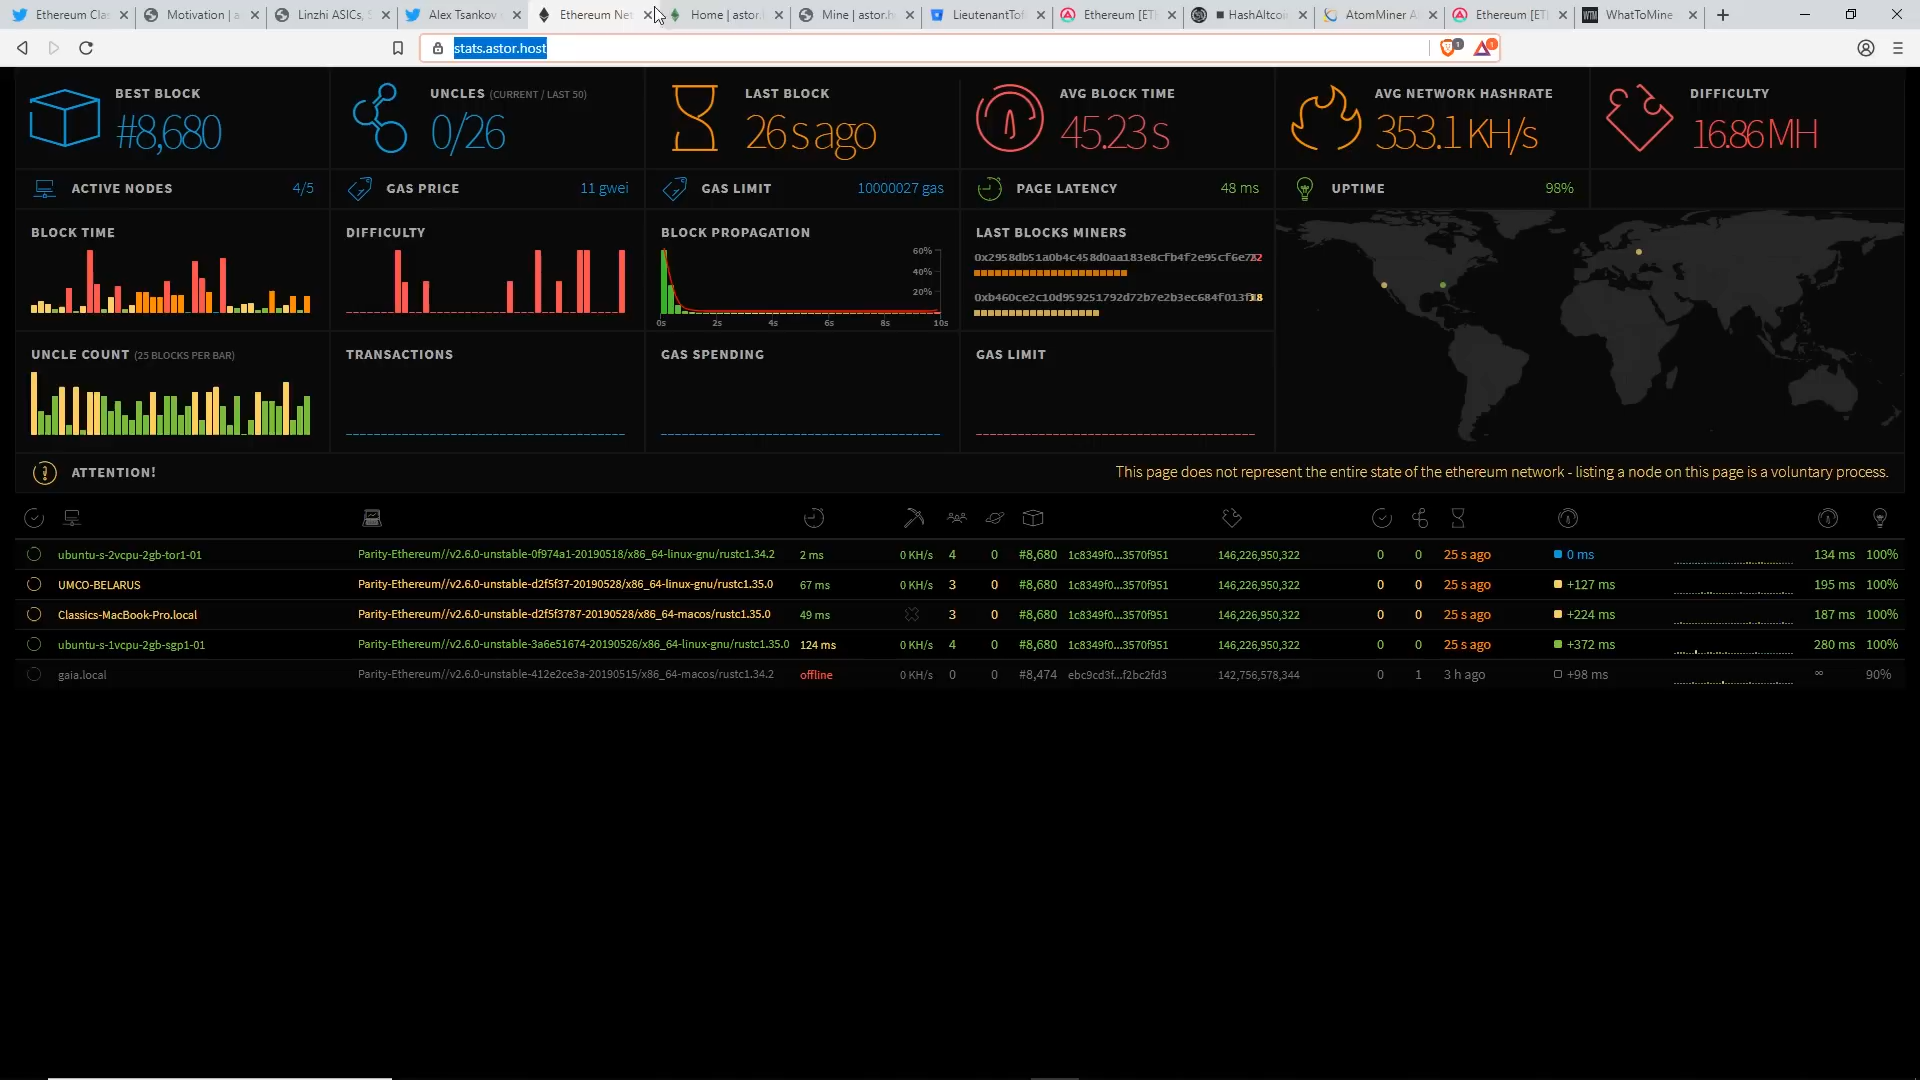 Ethereum Cla
Motivation | a
Linzhi ASICs, S
Alex Tsankov
Ethereum Net
Home | astor.
Mine | astor.h
LieutenantTof
Ethereum [ET
HashAltcoi
AtomMiner A
Ethereum [ET
WhatToMine
stats.astor.host
BEST BLOCK
#8,680
UNCLES (CURRENT / LAST 50)
0/26
LAST BLOCK
26 s ago
AVG BLOCK TIME
45.23 s
AVG NETWORK HASHRATE
353.1 KH/s
DIFFICULTY
16.86 MH
ACTIVE NODES 4/5
GAS PRICE 11 gwei
GAS LIMIT 10000027 gas
PAGE LATENCY 48 ms
UPTIME 98%
BLOCK TIME
DIFFICULTY
BLOCK PROPAGATION
60%
40%
20%
0s 2s 4s 6s 8s 10s
LAST BLOCKS MINERS
0x2958db51a0b4c458d0aa183e8cfb4f2e95cf6e75 22
0xb460ce2c10d959251792d72b7e2b3ec684f013f 18
UNCLE COUNT (25 BLOCKS PER BAR)
TRANSACTIONS
GAS SPENDING
GAS LIMIT
ATTENTION!
This page does not represent the entire state of the ethereum network - listing a node on this page is a voluntary process.
ubuntu-s-2vcpu-2gb-tor1-01 Parity-Ethereum//v2.6.0-unstable-0f974a1-20190518/x86_64-linux-gnu/rustc1.34.2 2 ms 0 KH/s 4 0 #8,680 1c8349f0...3570f951 146,226,950,322 0 0 25 s ago 0 ms 134 ms 100%
UMCO-BELARUS Parity-Ethereum//v2.6.0-unstable-d2f5f37-20190528/x86_64-linux-gnu/rustc1.35.0 67 ms 0 KH/s 3 0 #8,680 1c8349f0...3570f951 146,226,950,322 0 0 25 s ago +127 ms 195 ms 100%
Classics-MacBook-Pro.local Parity-Ethereum//v2.6.0-unstable-d2f5f3787-20190528/x86_64-macos/rustc1.35.0 49 ms 3 0 #8,680 1c8349f0...3570f951 146,226,950,322 0 0 25 s ago +224 ms 187 ms 100%
ubuntu-s-1vcpu-2gb-sgp1-01 Parity-Ethereum//v2.6.0-unstable-3a6e51674-20190526/x86_64-linux-gnu/rustc1.35.0 124 ms 0 KH/s 4 0 #8,680 1c8349f0...3570f951 146,226,950,322 0 0 25 s ago +372 ms 280 ms 100%
gaia.local Parity-Ethereum//v2.6.0-unstable-412e2ce3a-20190515/x86_64-macos/rustc1.34.2 offline 0 KH/s 0 0 #8,474 ebc9cd3f...f2bc2fd3 142,756,578,344 0 1 3 h ago +98 ms ∞ 90%